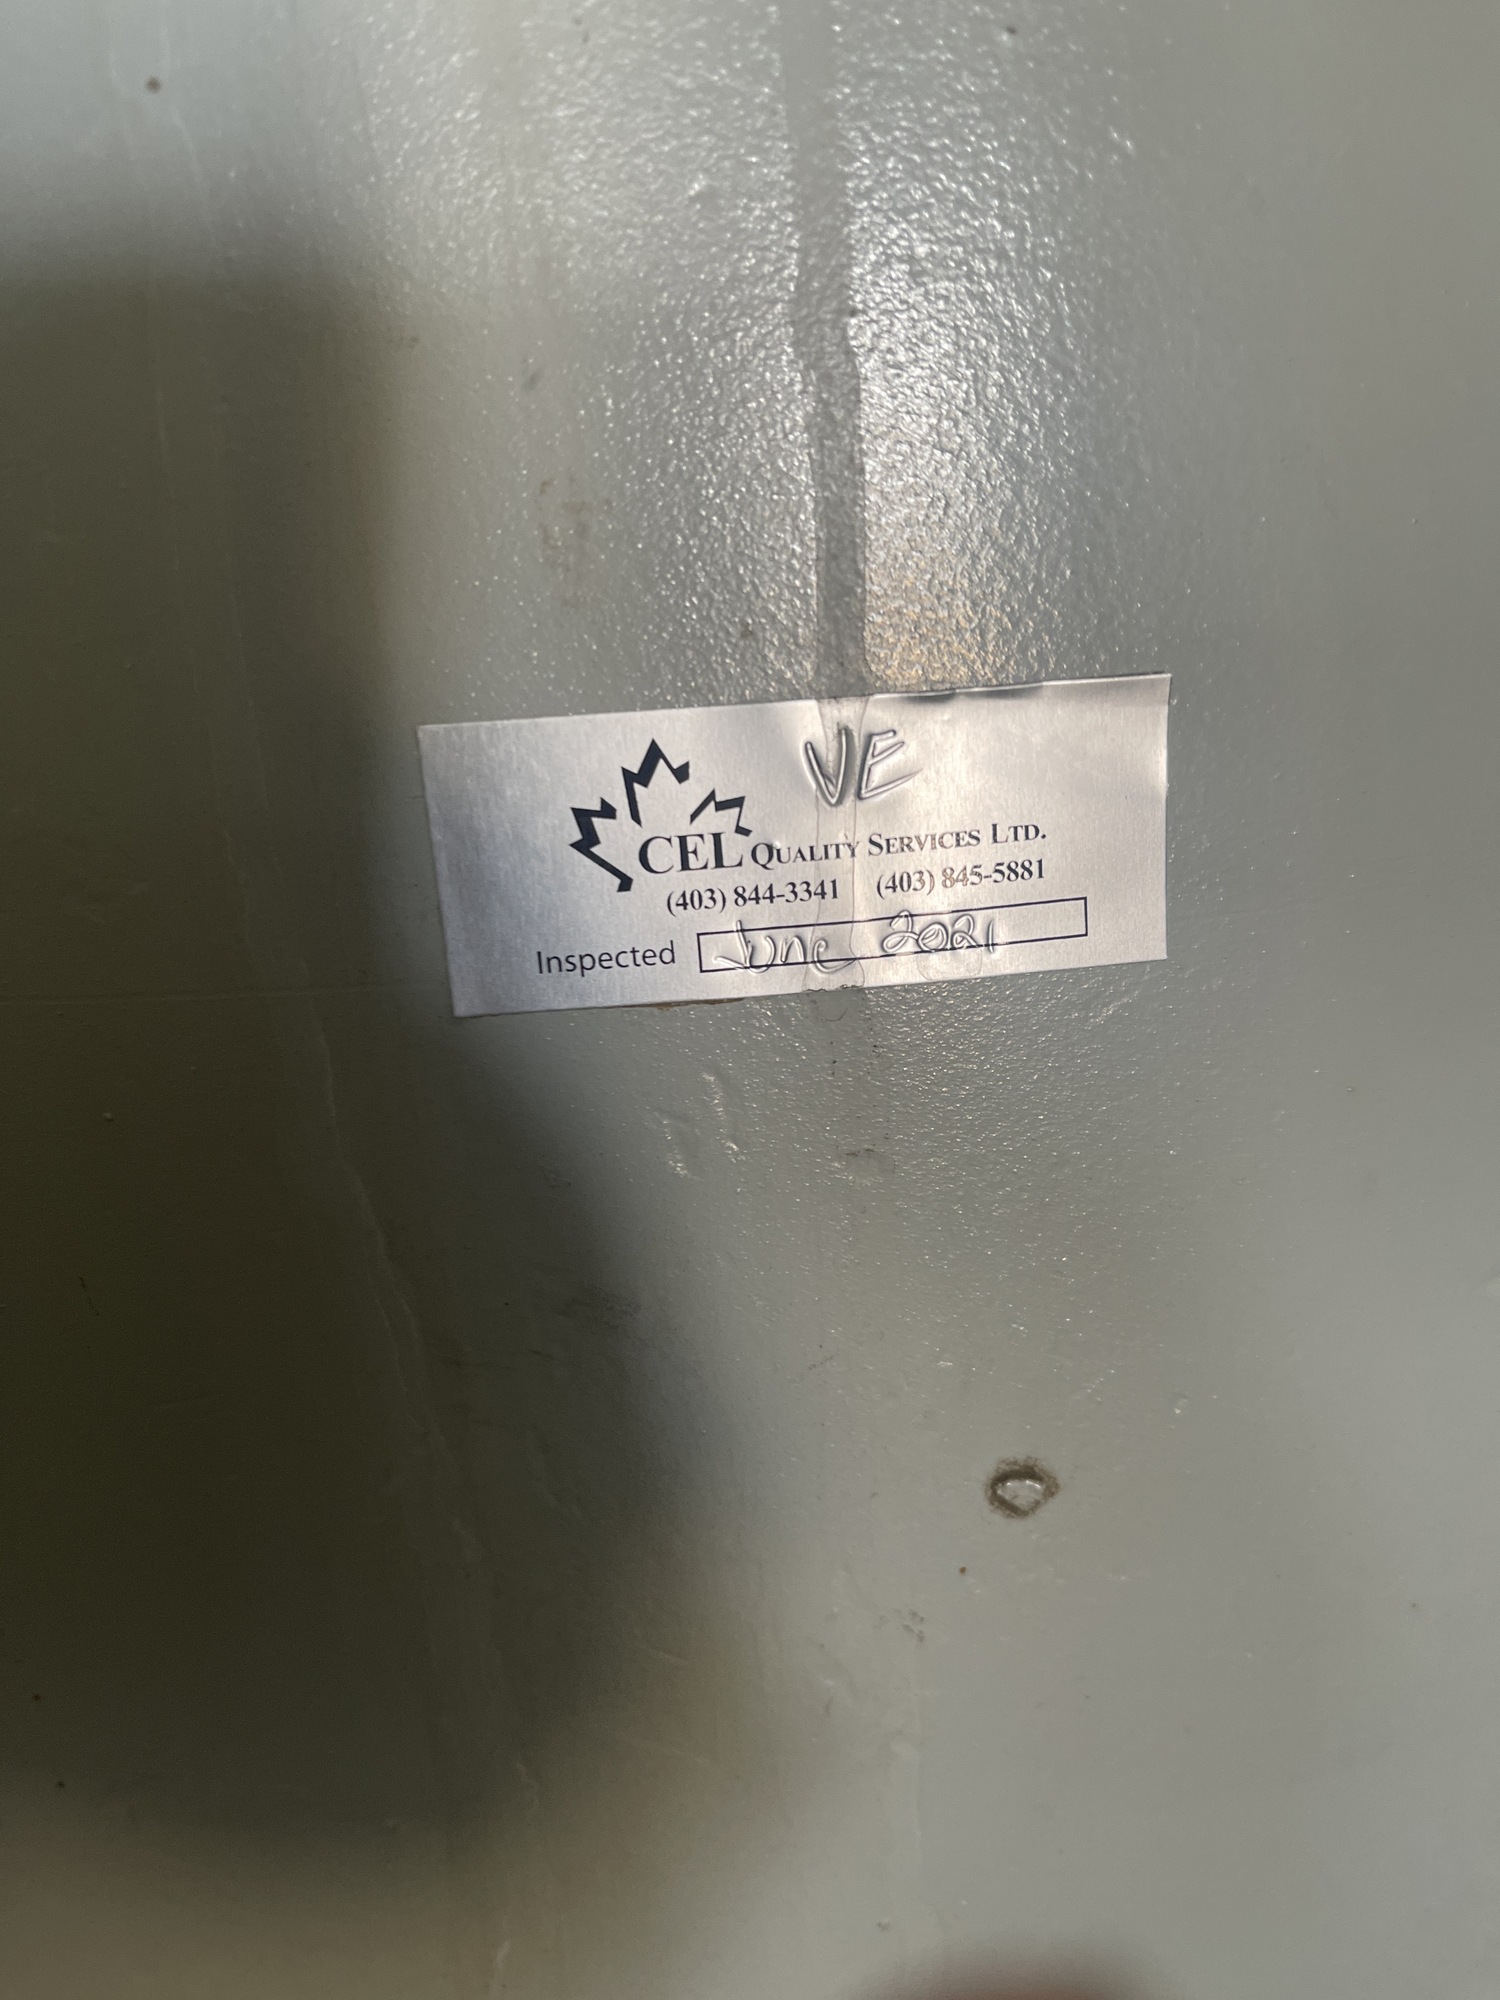 VE
CEL QUALITY SERVICES LTD.
(403) 844-3341 (403) 845-5881
Inspected June 2021